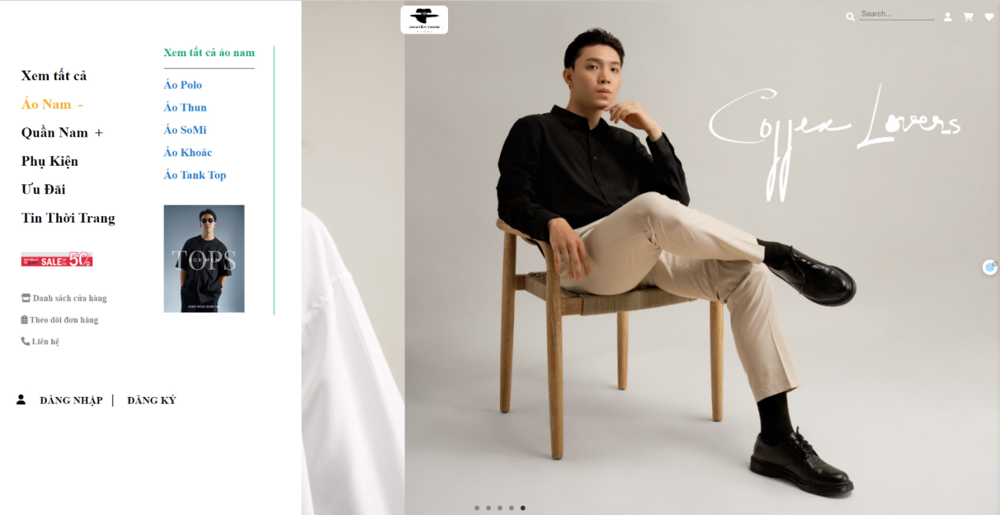 NGUYỄN THỊNH
Search...
Xem tất cả
Áo Nam -
Quần Nam +
Phụ Kiện
Ưu Đãi
Tin Thời Trang
SALE
50%
Danh sách cửa hàng
Theo dõi đơn hàng
Liên hệ
ĐĂNG NHẬP | ĐĂNG KÝ
Xem tất cả áo nam
Áo Polo
Áo Thun
Áo SoMi
Áo Khoác
Áo Tank Top
TOPS
FOR MEN
Coffee Lovers